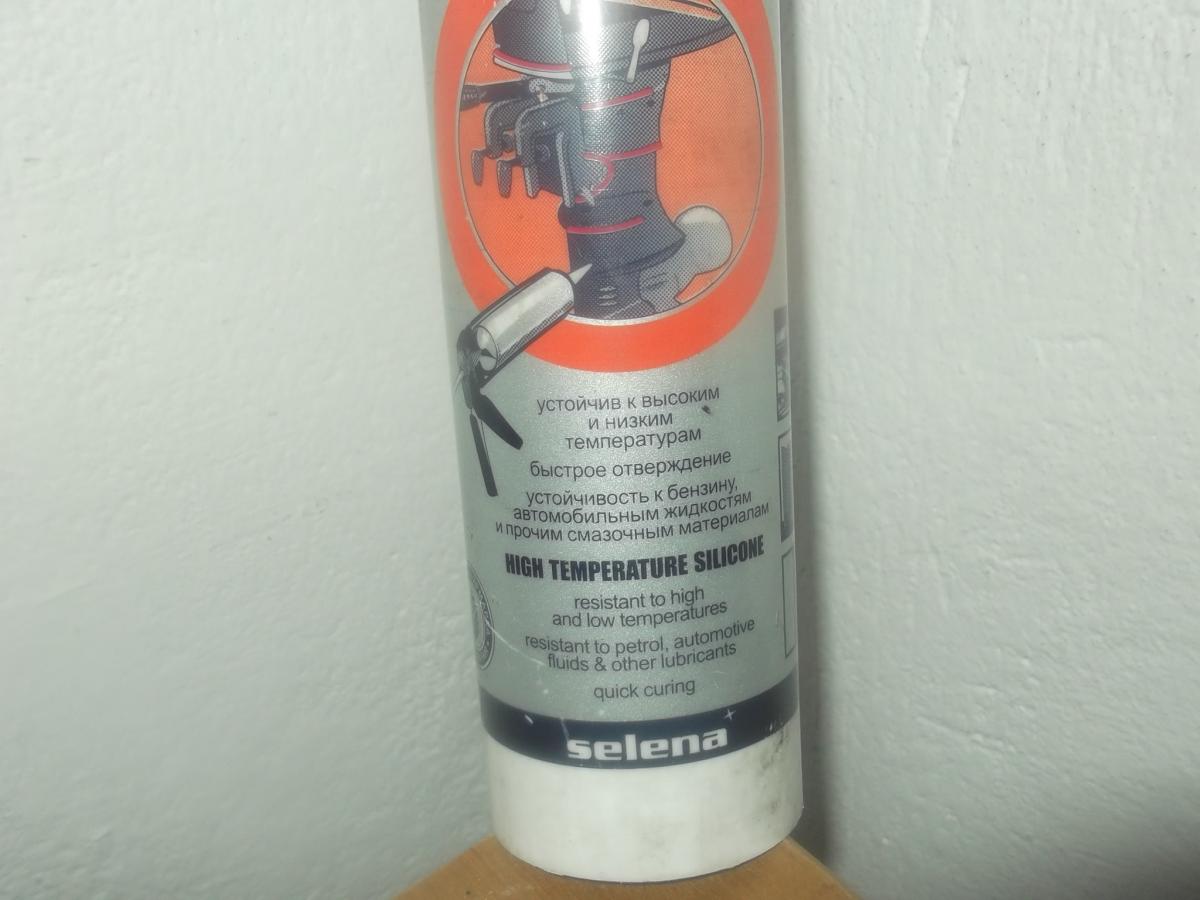 устойчив к высоким
и низким
температурам
быстрое отверждение
устойчивость к бензину,
автомобильным жидкостям
и прочим смазочным материалам
HIGH TEMPERATURE SILICONE
resistant to high
and low temperatures
resistant to petrol, automotive
fluids & other lubricants
quick curing
selena